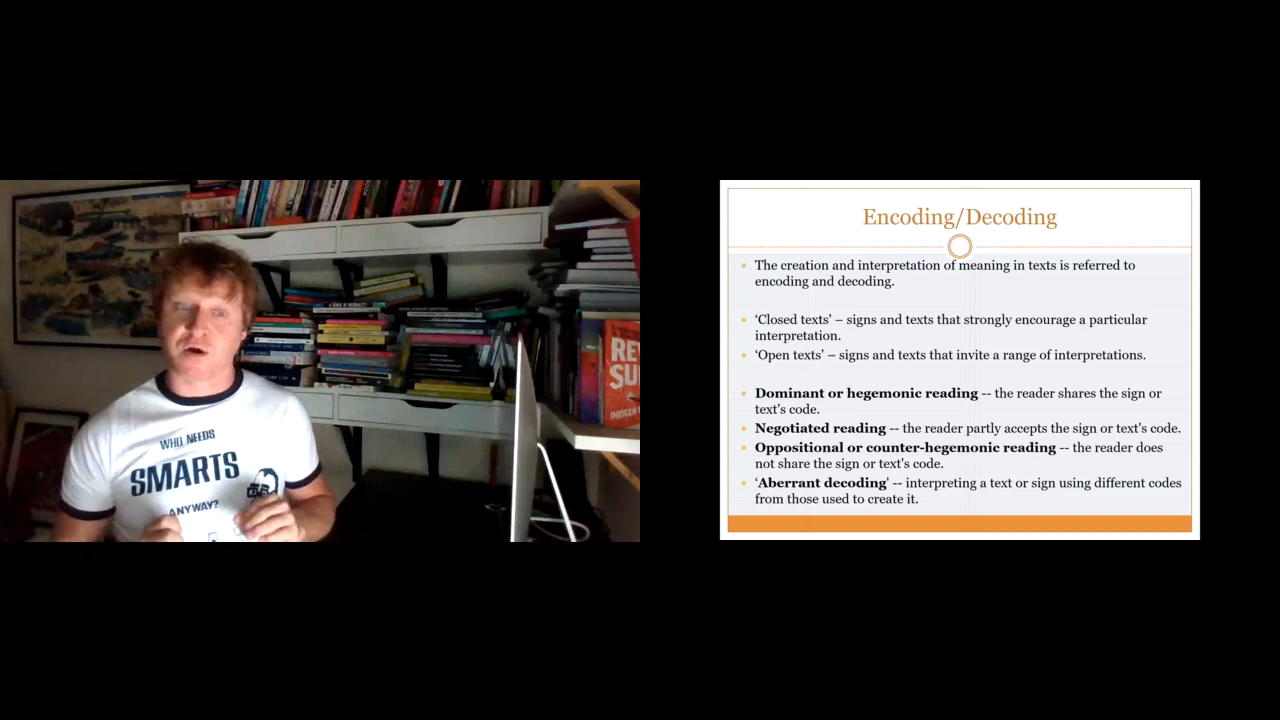 WHO NEEDS
SMARTS
ANYWAY?
Encoding/Decoding
The creation and interpretation of meaning in texts is referred to
encoding and decoding.
‘Closed texts’ – signs and texts that strongly encourage a particular
interpretation.
‘Open texts’ – signs and texts that invite a range of interpretations.
Dominant or hegemonic reading -- the reader shares the sign or
text's code.
Negotiated reading -- the reader partly accepts the sign or text's code.
Oppositional or counter-hegemonic reading -- the reader does
not share the sign or text's code.
‘Aberrant decoding’ -- interpreting a text or sign using different codes
from those used to create it.